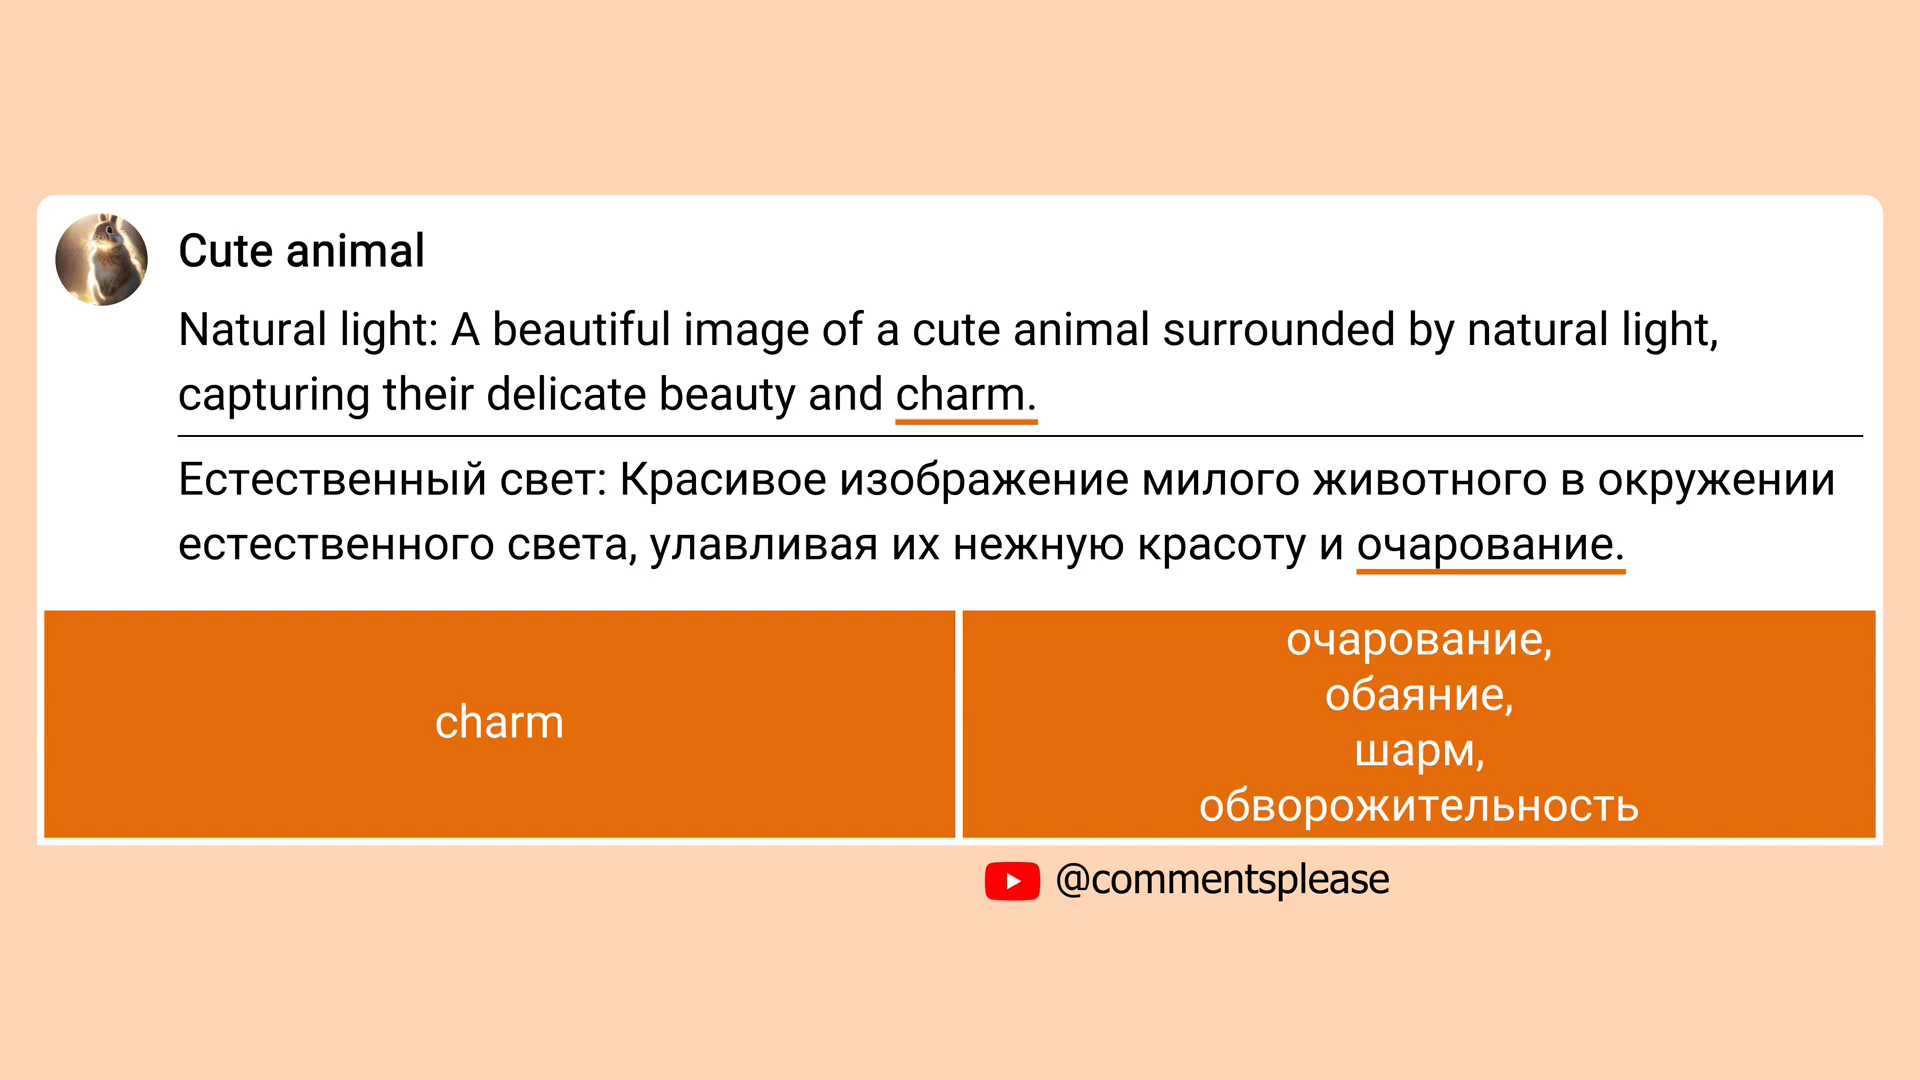 Cute animal
Natural light: A beautiful image of a cute animal surrounded by natural light,
capturing their delicate beauty and charm.
Естественный свет: Красивое изображение милого животного в окружении
естественного света, улавливая их нежную красоту и очарование.
charm
очарование,
обаяние,
шарм,
обворожительность
@commentsplease